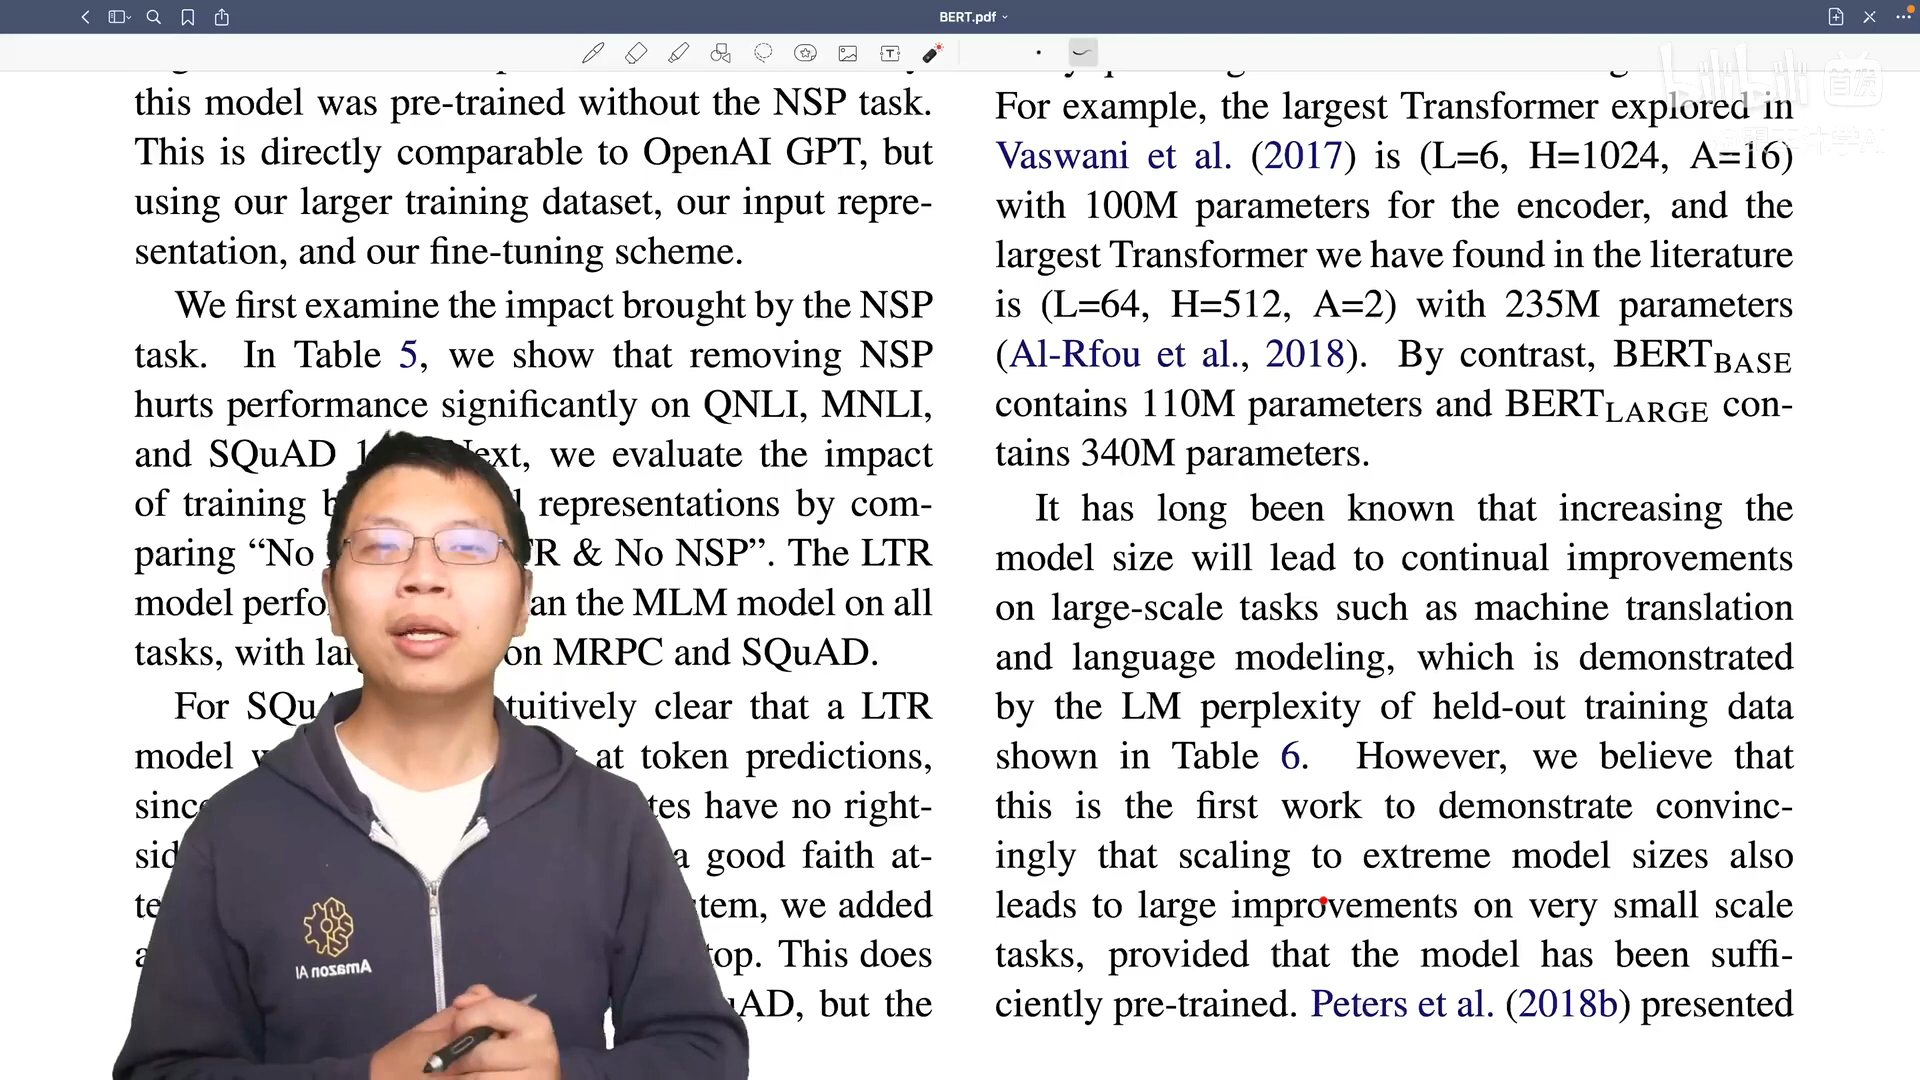 BERT.pdf
this model was pre-trained without the NSP task.
This is directly comparable to OpenAI GPT, but
using our larger training dataset, our input repre-
sentation, and our fine-tuning scheme.
We first examine the impact brought by the NSP
task. In Table 5, we show that removing NSP
hurts performance significantly on QNLI, MNLI,
and SQuAD 1 ext, we evaluate the impact
of training representations by com-
paring “No R & No NSP”. The LTR
model perfo an the MLM model on all
tasks, with lar on MRPC and SQuAD.
For SQu tuitively clear that a LTR
model w at token predictions,
since tes have no right-
sid a good faith at-
te stem, we added
a top. This does
AD, but the
For example, the largest Transformer explored in
Vaswani et al. (2017) is (L=6, H=1024, A=16)
with 100M parameters for the encoder, and the
largest Transformer we have found in the literature
is (L=64, H=512, A=2) with 235M parameters
(Al-Rfou et al., 2018). By contrast, BERTBASE
contains 110M parameters and BERTLARGE con-
tains 340M parameters.
It has long been known that increasing the
model size will lead to continual improvements
on large-scale tasks such as machine translation
and language modeling, which is demonstrated
by the LM perplexity of held-out training data
shown in Table 6. However, we believe that
this is the first work to demonstrate convinc-
ingly that scaling to extreme model sizes also
leads to large improvements on very small scale
tasks, provided that the model has been suffi-
ciently pre-trained. Peters et al. (2018b) presented
bilibili 首发
Amazon AI